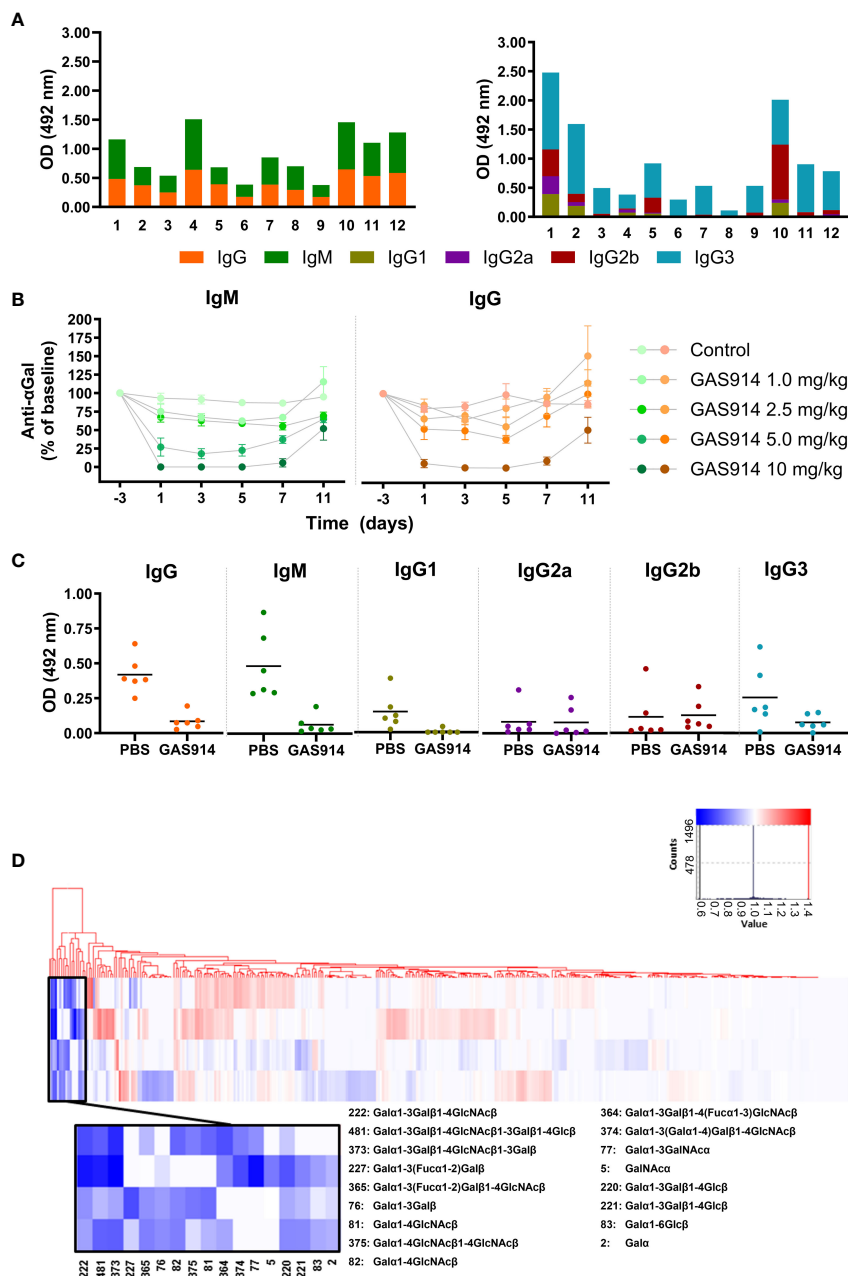 A
OD (492 nm)
3.00
2.50
2.00
1.50
1.00
0.50
0.00
1 2 3 4 5 6 7 8 9 10 11 12
OD (492 nm)
3.00
2.50
2.00
1.50
1.00
0.50
0.00
1 2 3 4 5 6 7 8 9 10 11 12
IgG IgM IgG1 IgG2a IgG2b IgG3
B
IgM IgG
Anti-αGal
(% of baseline)
200
175
150
125
100
75
50
25
0
-3 1 3 5 7 11
-3 1 3 5 7 11
Time (days)
Control
GAS914 1.0 mg/kg
GAS914 2.5 mg/kg
GAS914 5.0 mg/kg
GAS914 10 mg/kg
C
IgG IgM IgG1 IgG2a IgG2b IgG3
OD (492 nm)
1.00
0.75
0.50
0.25
0.00
PBS GAS914 PBS GAS914 PBS GAS914 PBS GAS914 PBS GAS914 PBS GAS914
D
Counts
1496
478
0.6 0.7 0.8 0.9 1.0 1.1 1.2 1.3 1.4
Value
222: Galα1-3Galβ1-4GlcNAcβ
481: Galα1-3Galβ1-4GlcNAcβ1-3Galβ1-4Glcβ
373: Galα1-3Galβ1-4GlcNAcβ1-3Galβ
227: Galα1-3(Fucα1-2)Galβ
365: Galα1-3(Fucα1-2)Galβ1-4GlcNAcβ
76: Galα1-3Galβ
81: Galα1-4GlcNAcβ
375: Galα1-4GlcNAcβ1-4GlcNAcβ
82: Galα1-4GlcNAcβ
364: Galα1-3Galβ1-4(Fucα1-3)GlcNAcβ
374: Galα1-3(Galα1-4)Galβ1-4GlcNAcβ
77: Galα1-3GalNAcα
5: GalNAcα
220: Galα1-3Galβ1-4Glcβ
221: Galα1-3Galβ1-4Glcβ
83: Galα1-6Glcβ
2: Galα
222 481 373 227 365 76 82 375 81 364 374 77 5 220 221 83 2